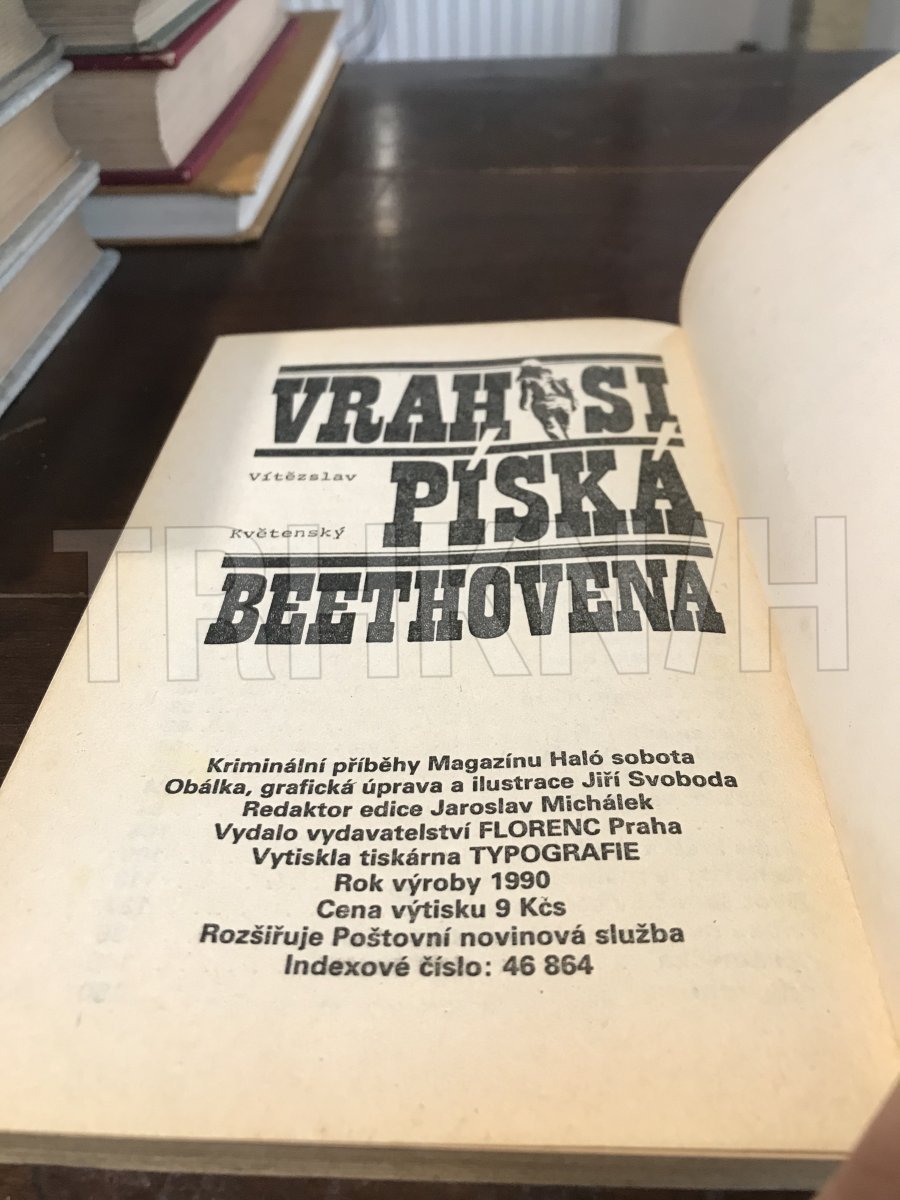 VRAH SI
PÍSKÁ
BEETHOVENA
Vítězslav
Květenský
Kriminální příběhy Magazínu Haló sobota
Obálka, grafická úprava a ilustrace Jiří Svoboda
Redaktor edice Jaroslav Michálek
Vydalo vydavatelství FLORENC Praha
Vytiskla tiskárna TYPOGRAFIE
Rok výroby 1990
Cena výtisku 9 Kčs
Rozšiřuje Poštovní novinová služba
Indexové číslo: 46 864